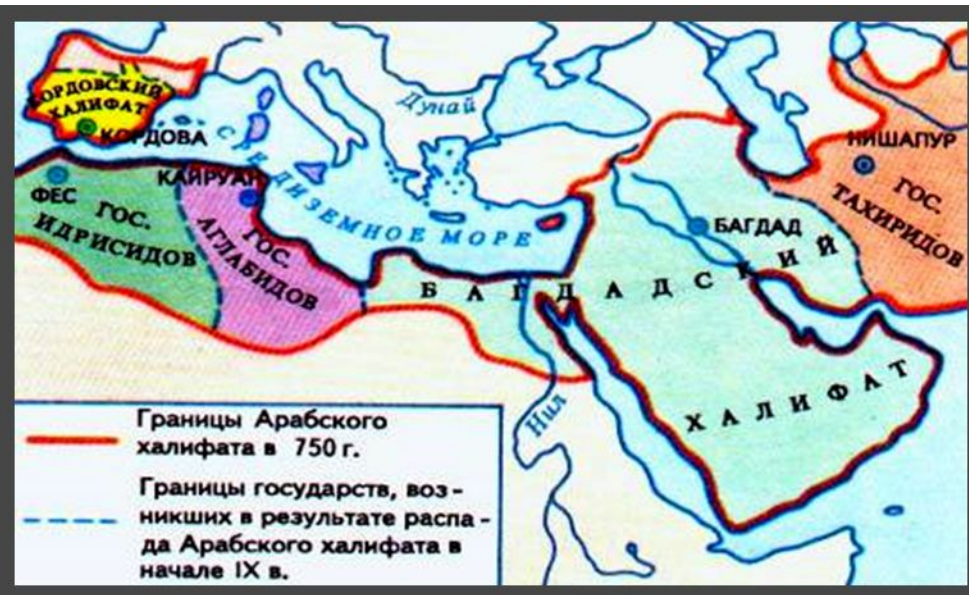 КОРДОВСКИЙ
ХАЛИФАТ
КОРДОВА
ФЕС
ГОС.
ИДРИСИДОВ
КАЙРУАН
ГОС.
АГЛАБИДОВ
СРЕДИЗЕМНОЕ МОРЕ
Дунай
НИШАПУР
ГОС.
ТАХИРИДОВ
БАГДАД
БАГДАДСКИЙ
ХАЛИФАТ
Нил
Границы Арабского
халифата в 750 г.
Границы государств, воз-
никших в результате распа-
да Арабского халифата в
начале IX в.